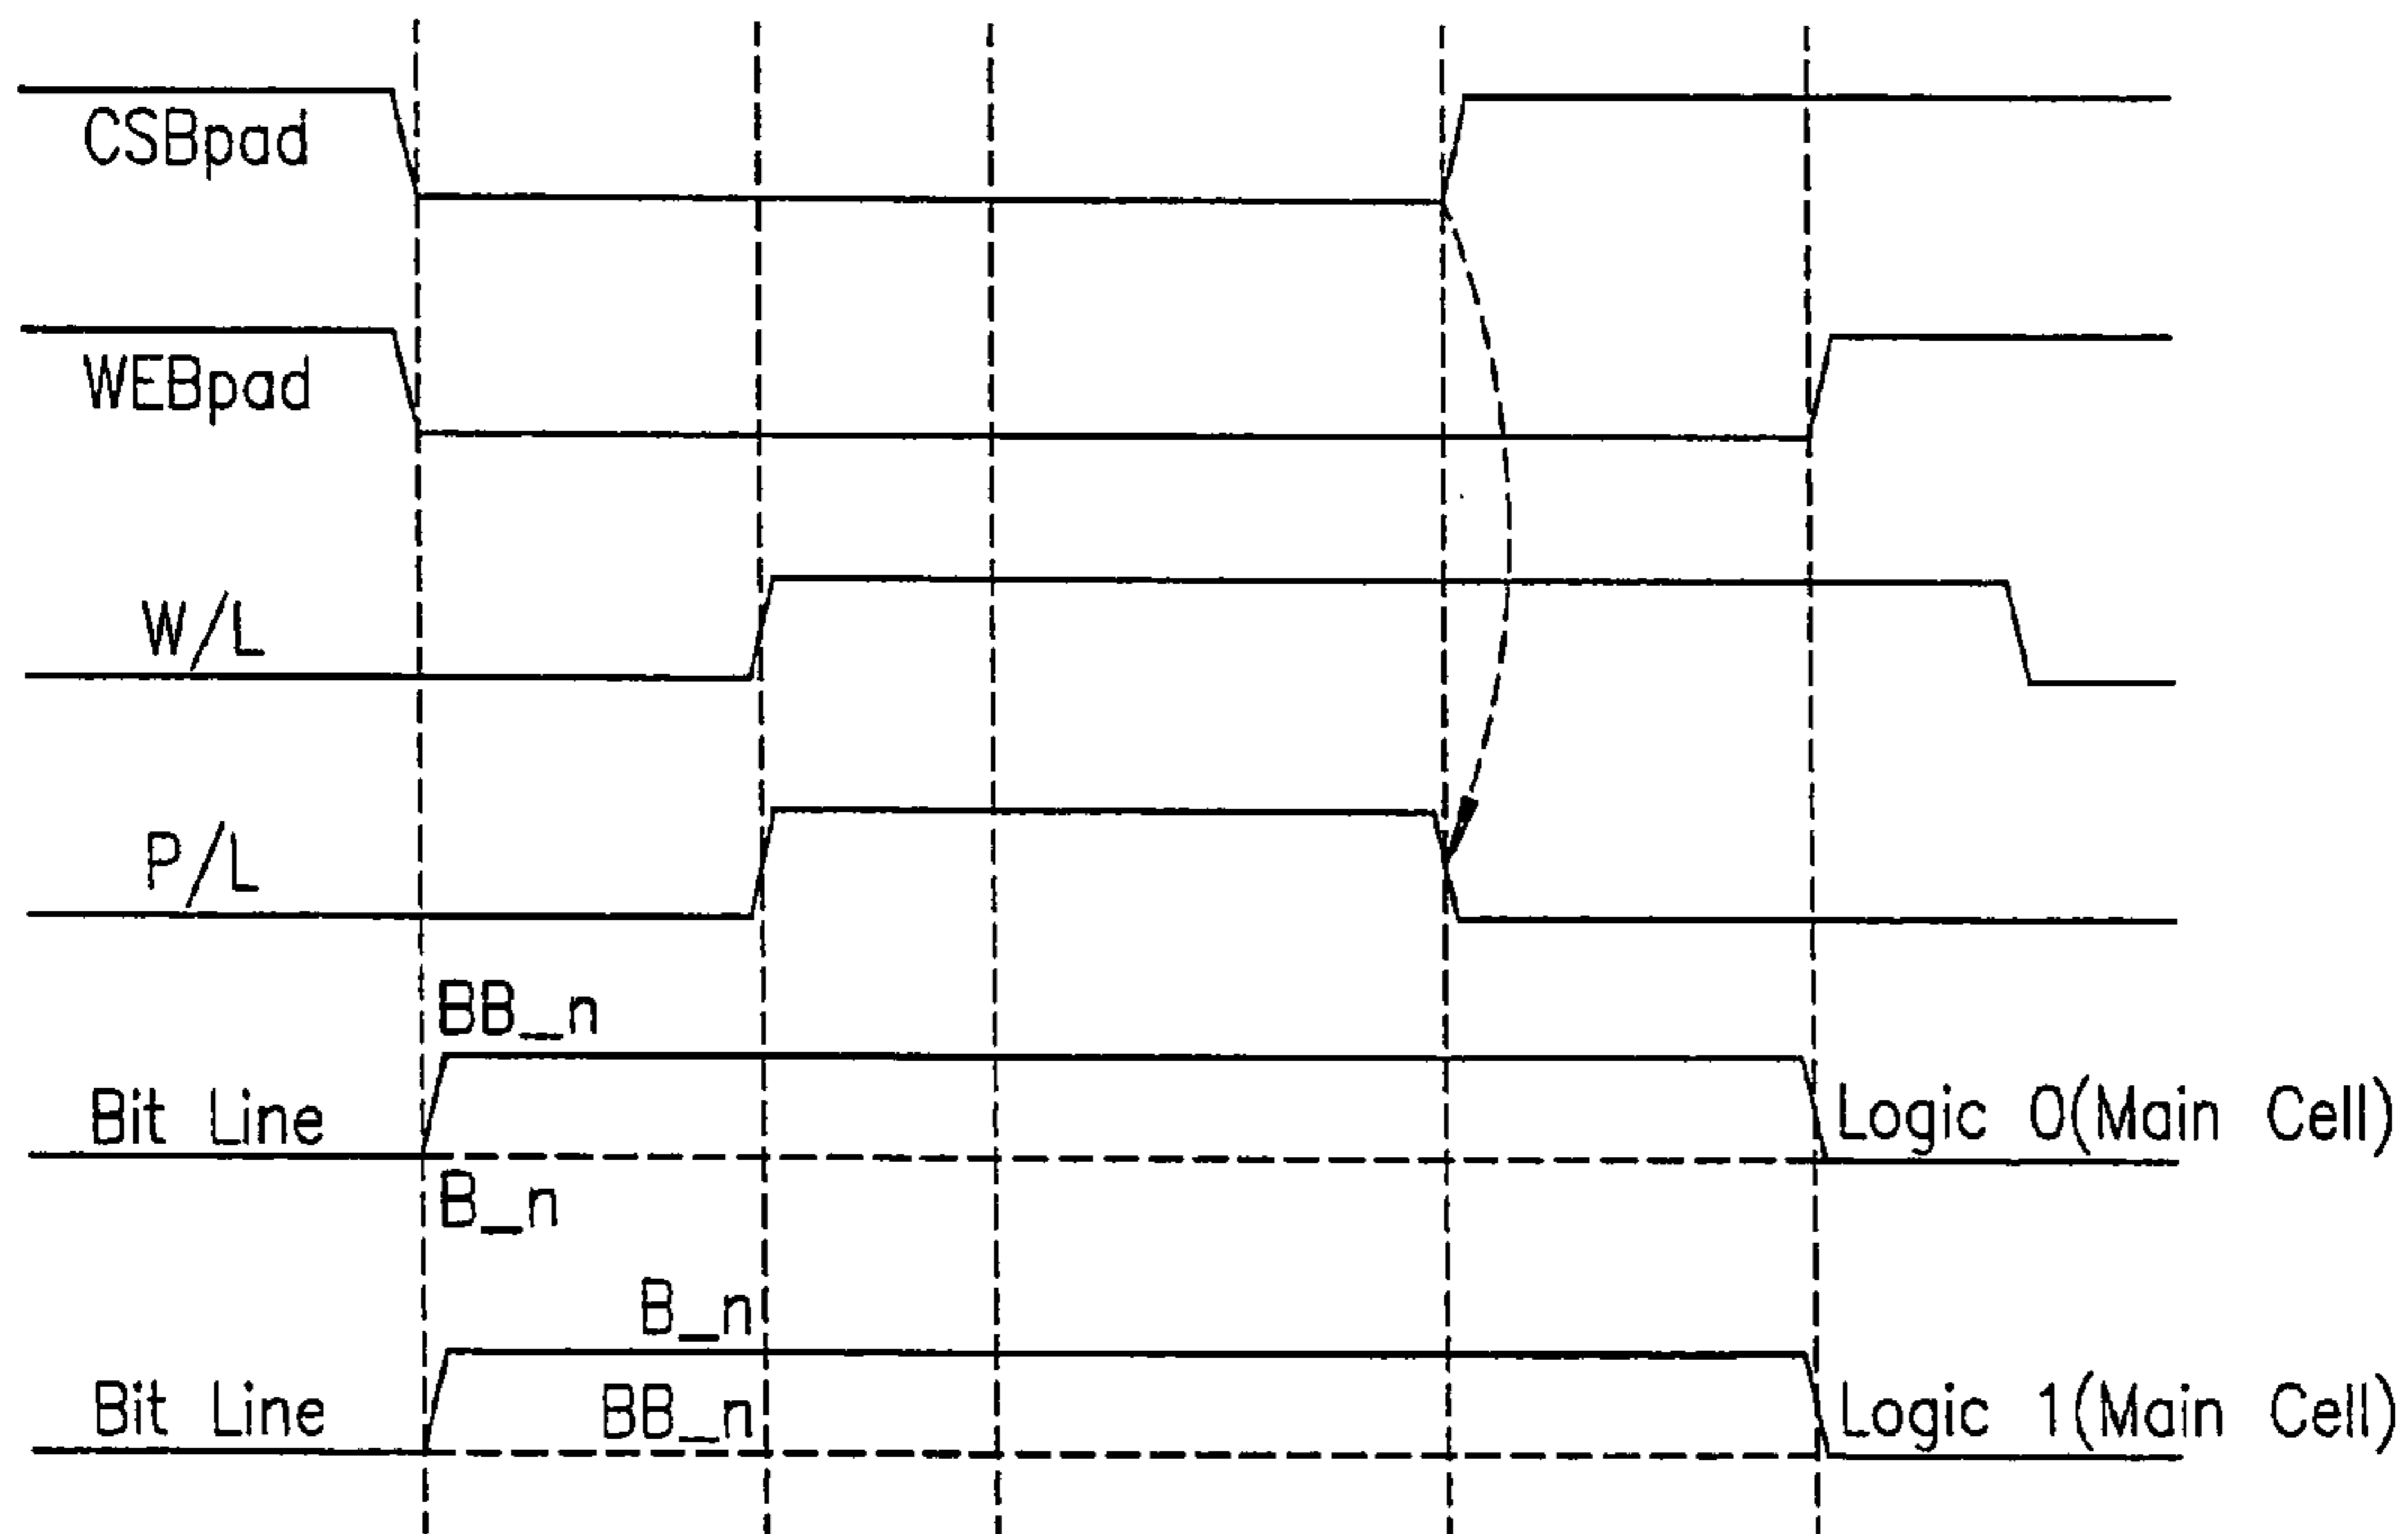 CSBpad
WEBpad
W/L
P/L
BB_n
Bit Line
Logic 0(Main Cell)
B_n
B_n
Bit Line
BB_n
Logic 1(Main Cell)